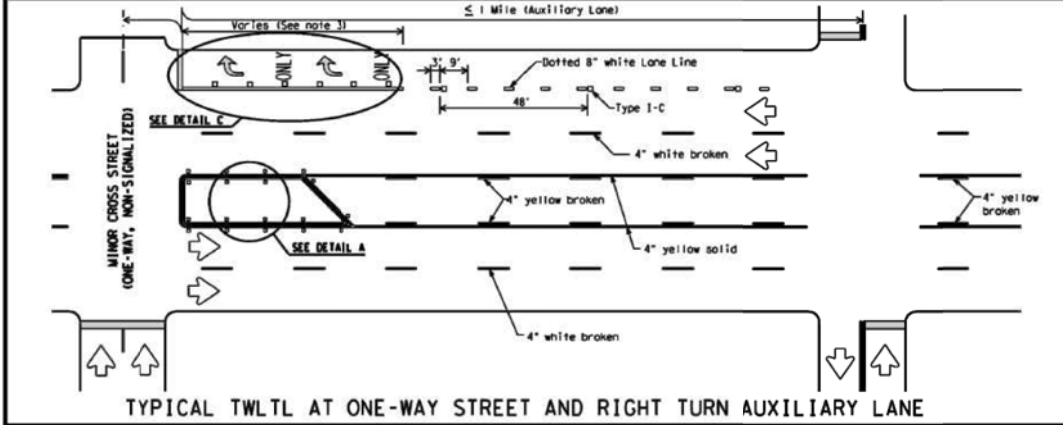 ≤ 1 Mile (Auxiliary Lane)
Varies (See note 3)
ONLY
ONLY
3' 9'
Dotted 8" white Lane Line
48'
Type I-C
SEE DETAIL C
4" white broken
MINOR CROSS STREET
(ONE-WAY, NON-SIGNALIZED)
4" yellow broken
4" yellow
broken
SEE DETAIL A
4" yellow solid
4" white broken
TYPICAL TWLTL AT ONE-WAY STREET AND RIGHT TURN AUXILIARY LANE